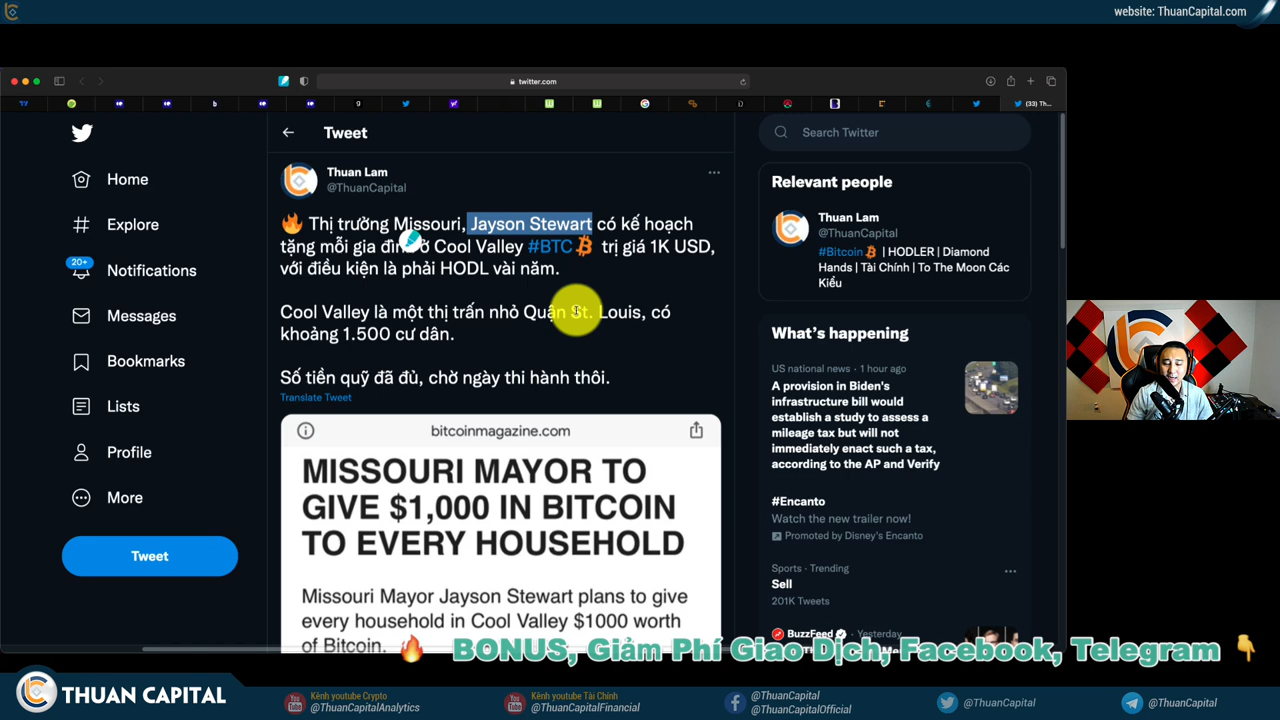 website: ThuanCapital.com
twitter.com
(33) Th...
Tweet
Search Twitter
Home
Explore
20+
Notifications
Messages
Bookmarks
Lists
Profile
More
Tweet
Thuan Lam
@ThuanCapital
🔥 Thị trưởng Missouri, Jayson Stewart có kế hoạch
tặng mỗi gia đìn ở Cool Valley #BTC trị giá 1K USD,
với điều kiện là phải HODL vài năm.
Cool Valley là một thị trấn nhỏ Quận St. Louis, có
khoảng 1.500 cư dân.
Số tiền quỹ đã đủ, chờ ngày thi hành thôi.
Translate Tweet
bitcoinmagazine.com
MISSOURI MAYOR TO
GIVE $1,000 IN BITCOIN
TO EVERY HOUSEHOLD
Missouri Mayor Jayson Stewart plans to give
every household in Cool Valley $1000 worth
of Bitcoin.
Relevant people
Thuan Lam
@ThuanCapital
#Bitcoin | HODLER | Diamond
Hands | Tài Chính | To The Moon Các
Kiểu
What's happening
US national news · 1 hour ago
A provision in Biden's
infrastructure bill would
establish a study to assess a
mileage tax but will not
immediately enact such a tax,
according to the AP and Verify
#Encanto
Watch the new trailer now!
Promoted by Disney's Encanto
Sports · Trending
Sell
201K Tweets
BuzzFeed · Yesterday
🔥 BONUS, Giảm Phí Giao Dịch, Facebook, Telegram 👇
THUAN CAPITAL
Kênh youtube Crypto
@ThuanCapitalAnalytics
Kênh youtube Tài Chính
@ThuanCapitalFinancial
@ThuanCapital
@ThuanCapitalOfficial
@ThuanCapital
@ThuanCapital